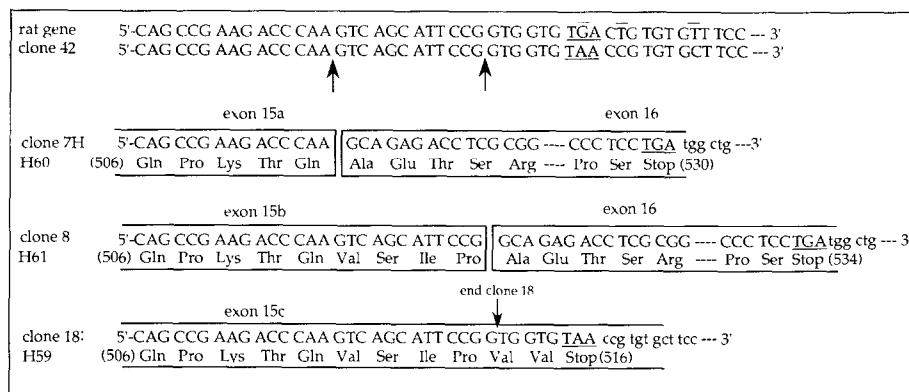 rat gene 5'-CAG CCG AAG ACC CAA GTC AGC ATT CCG GTG GTG TGA CTG TGT GTT TCC --- 3'
clone 42 5'-CAG CCG AAG ACC CAA GTC AGC ATT CCG GTG GTG TAA CCG TGT GCT TCC --- 3'
exon 15a exon 16
clone 7H 5'-CAG CCG AAG ACC CAA GCA GAG ACC TCG CGG ---- CCC TCC TGA tgg ctg ---3'
H60 (506) Gln Pro Lys Thr Gln Ala Glu Thr Ser Arg ---- Pro Ser Stop (530)
exon 15b exon 16
clone 8 5'-CAG CCG AAG ACC CAA GTC AGC ATT CCG GCA GAG ACC TCG CGG ---- CCC TCC TGA tgg ctg --- 3'
H61 (506) Gln Pro Lys Thr Gln Val Ser Ile Pro Ala Glu Thr Ser Arg ---- Pro Ser Stop (534)
end clone 18
exon 15c
clone 18: 5'-CAG CCG AAG ACC CAA GTC AGC ATT CCG GTG GTG TAA ccg tgt gct tcc --- 3'
H59 (506) Gln Pro Lys Thr Gln Val Ser Ile Pro Val Val Stop (516)